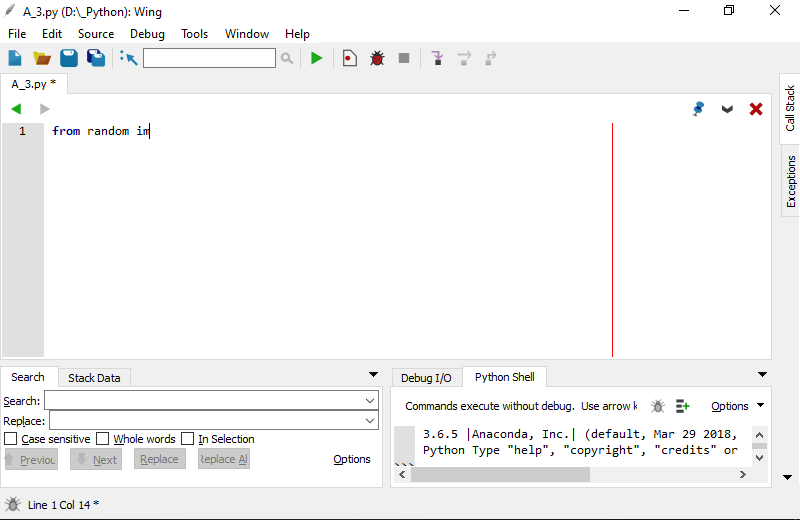 A_3.py (D:\_Python): Wing
File Edit Source Debug Tools Window Help
A_3.py *
Call Stack
Exceptions
1 from random im
Search Stack Data
Search:
Replace:
Case sensitive Whole words In Selection
Previou Next Replace Replace Al Options
Debug I/O Python Shell
Commands execute without debug. Use arrow k Options
3.6.5 |Anaconda, Inc.| (default, Mar 29 2018,
Python Type "help", "copyright", "credits" or
>>>
Line 1 Col 14 *